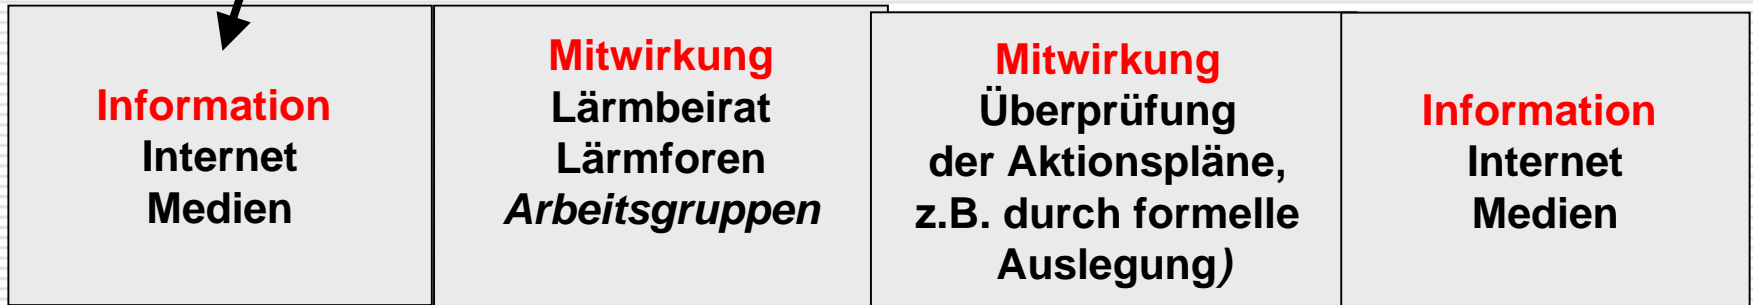 Information
Internet
Medien
Mitwirkung
Lärmbeirat
Lärmforen
Arbeitsgruppen
Mitwirkung
Überprüfung
der Aktionspläne,
z.B. durch formelle
Auslegung)
Information
Internet
Medien